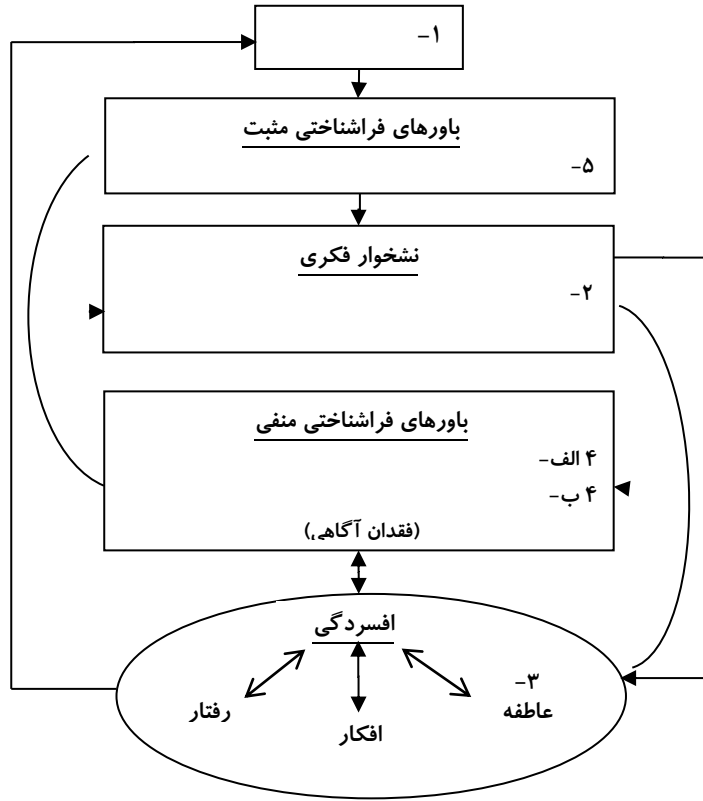 ۱-
باورهای فراشناختی مثبت
۵-
نشخوار فکری
۲-
باورهای فراشناختی منفی
۴ الف-
۴ ب-
(فقدان آگاهی)
افسردگی
۳-
عاطفه
افکار
رفتار